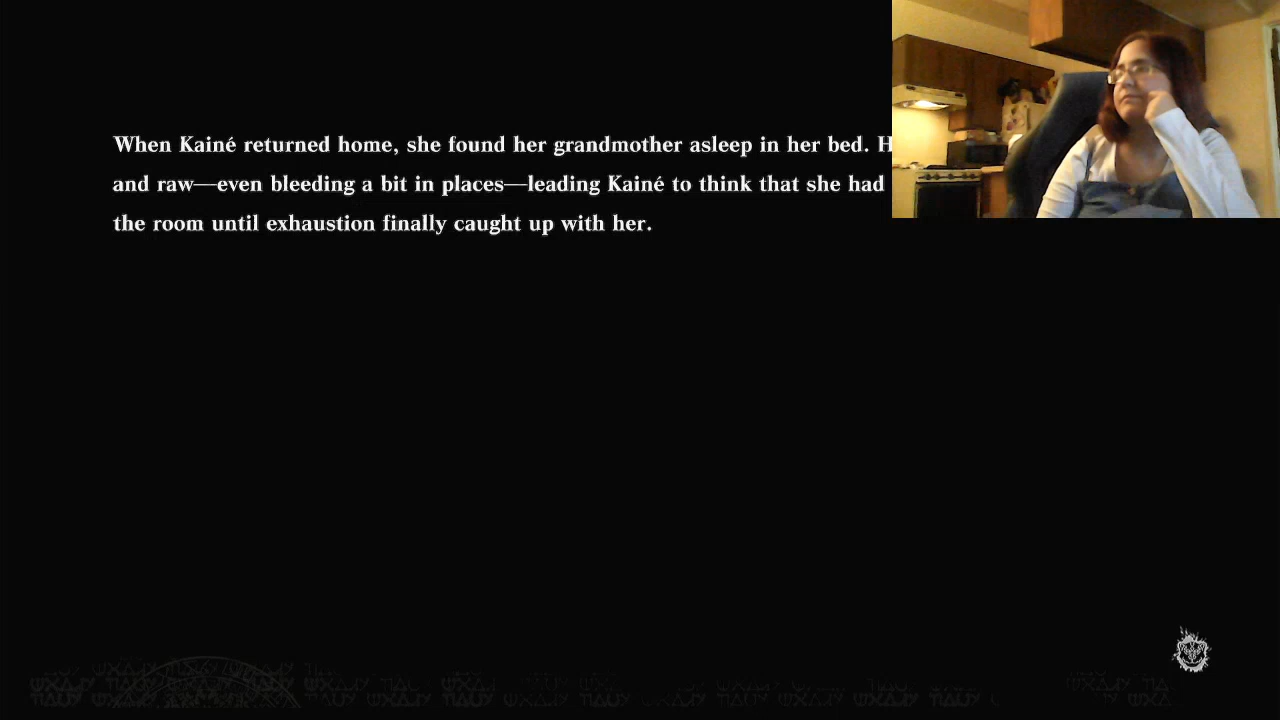 When Kainé returned home, she found her grandmother asleep in her bed. H
and raw—even bleeding a bit in places—leading Kainé to think that she had
the room until exhaustion finally caught up with her.